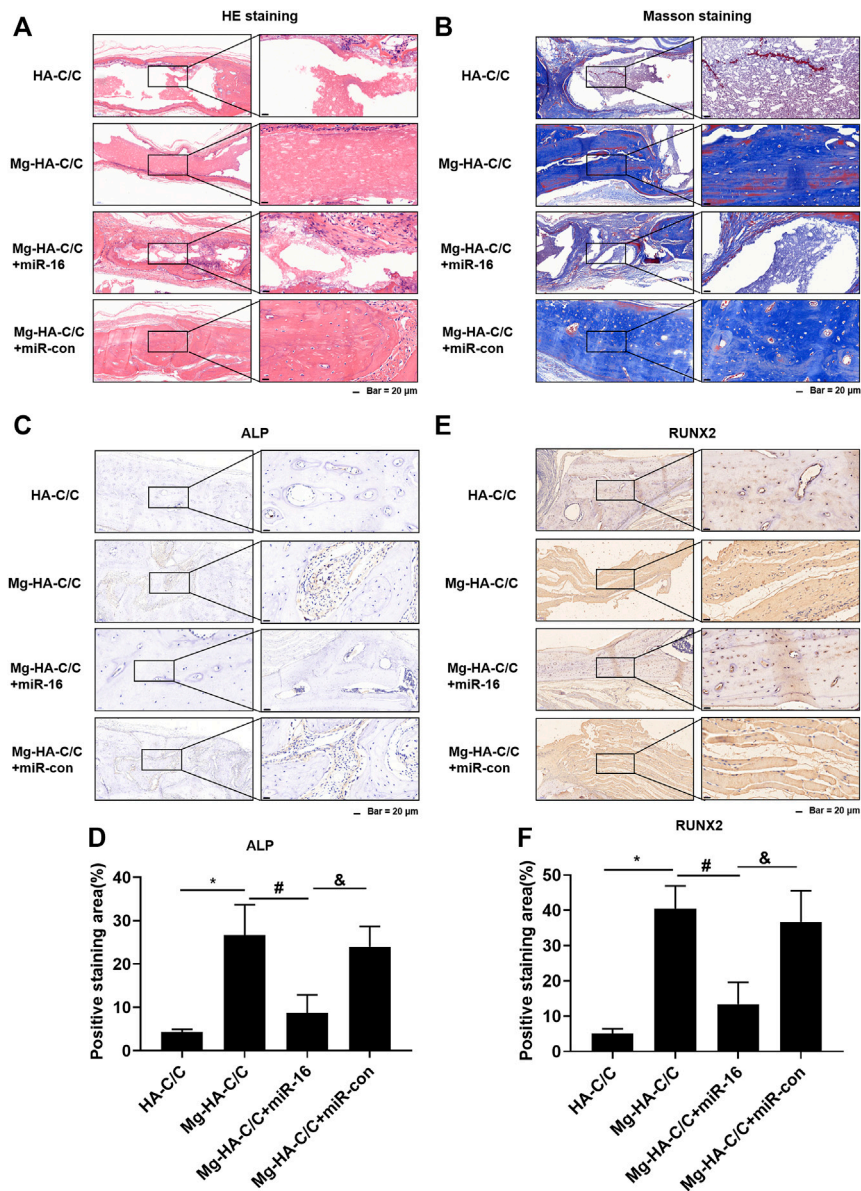 A
HE staining
HA-C/C
Mg-HA-C/C
Mg-HA-C/C
+miR-16
Mg-HA-C/C
+miR-con
Bar = 20 μm
B
Masson staining
HA-C/C
Mg-HA-C/C
Mg-HA-C/C
+miR-16
Mg-HA-C/C
+miR-con
Bar = 20 μm
C
ALP
HA-C/C
Mg-HA-C/C
Mg-HA-C/C
+miR-16
Mg-HA-C/C
+miR-con
Bar = 20 μm
E
RUNX2
HA-C/C
Mg-HA-C/C
Mg-HA-C/C
+miR-16
Mg-HA-C/C
+miR-con
Bar = 20 μm
D
ALP
Positive staining area(%)
40
30
20
10
0
*
#
&
HA-C/C
Mg-HA-C/C
Mg-HA-C/C+miR-16
Mg-HA-C/C+miR-con
F
RUNX2
Positive staining area(%)
50
40
30
20
10
0
*
#
&
HA-C/C
Mg-HA-C/C
Mg-HA-C/C+miR-16
Mg-HA-C/C+miR-con